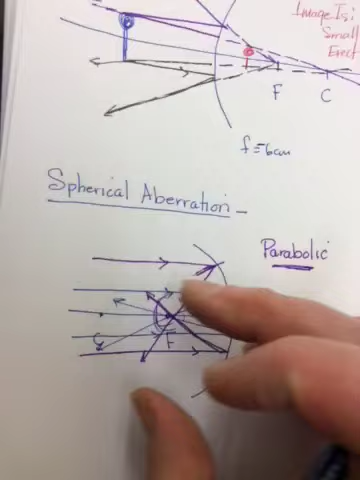 Image Is:
Small
Erect
F
C
f=-6cm
Spherical Aberration-
Parabolic
C
F